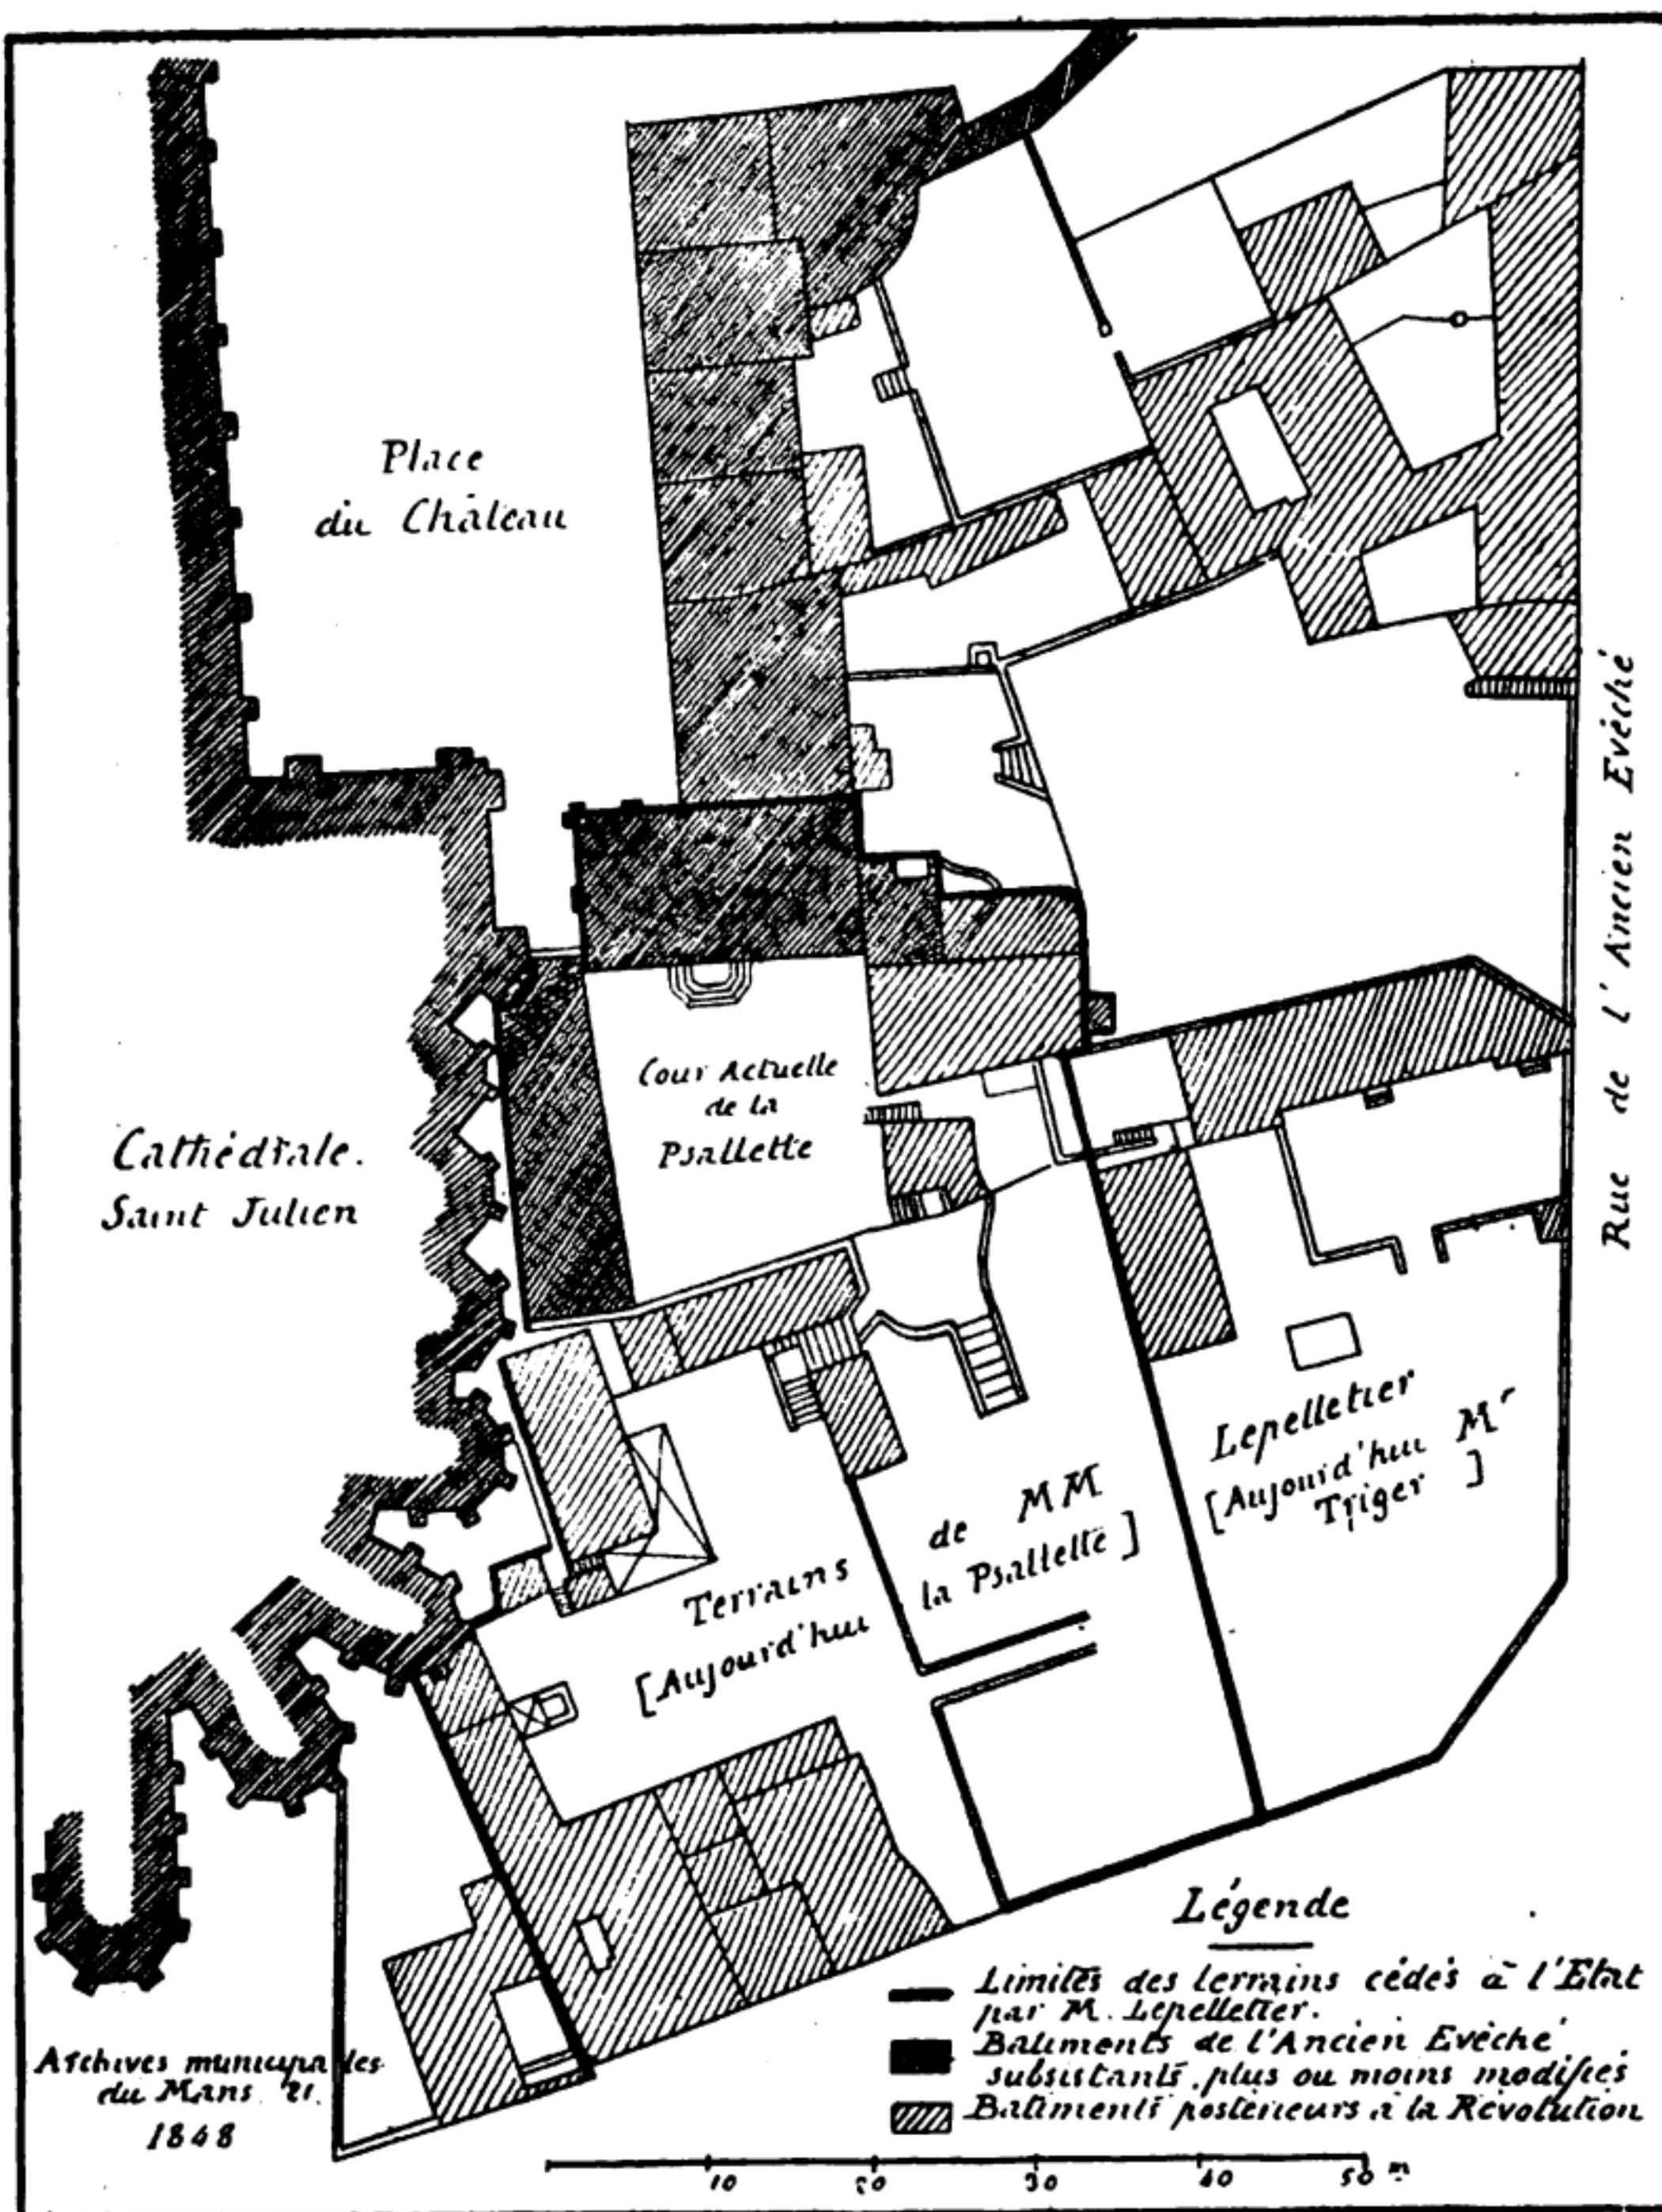 Place
du Château
Rue de l'Ancien Evéché
Cour Actuelle
de la
Psallette
Cathédrale.
Saint Julien
Lepelletier
[Aujourd'hui Mr
Triger ]
de MM
la Psallette ]
Terrains
[Aujourd'hui
Légende
Limites des terrains cédés à l'Etat
par M. Lepelletier.
Batiments de l'Ancien Evêché
subsistants, plus ou moins modifiés
Batiments postérieurs à la Révolution
Archives municipales
du Mans
1848
10 20 30 40 50 m